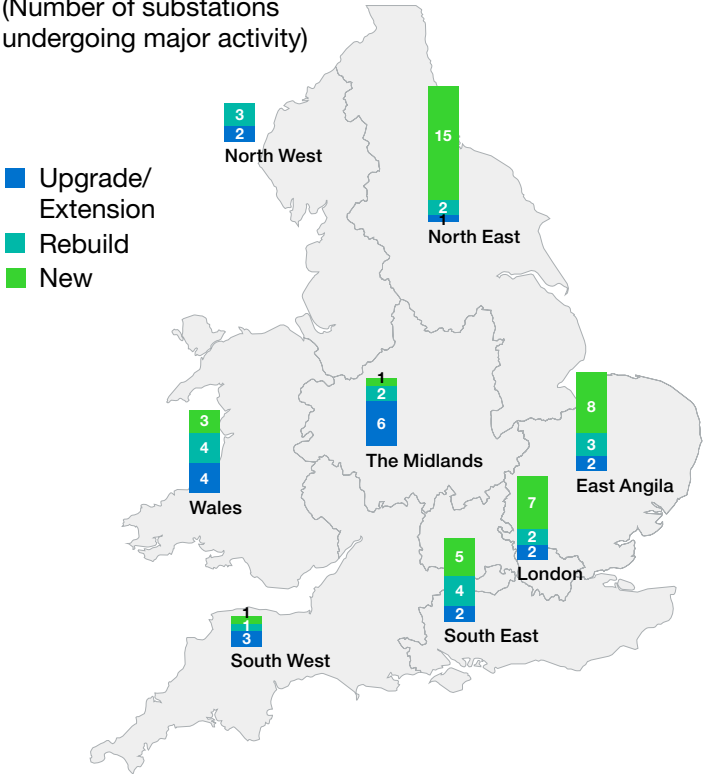 (Number of substations
undergoing major activity)
3
2
North West
15
2
1
North East
Upgrade/
Extension
Rebuild
New
1
2
6
The Midlands
8
3
2
East Angila
3
4
4
Wales
7
2
2
London
5
4
2
South East
1
1
3
South West